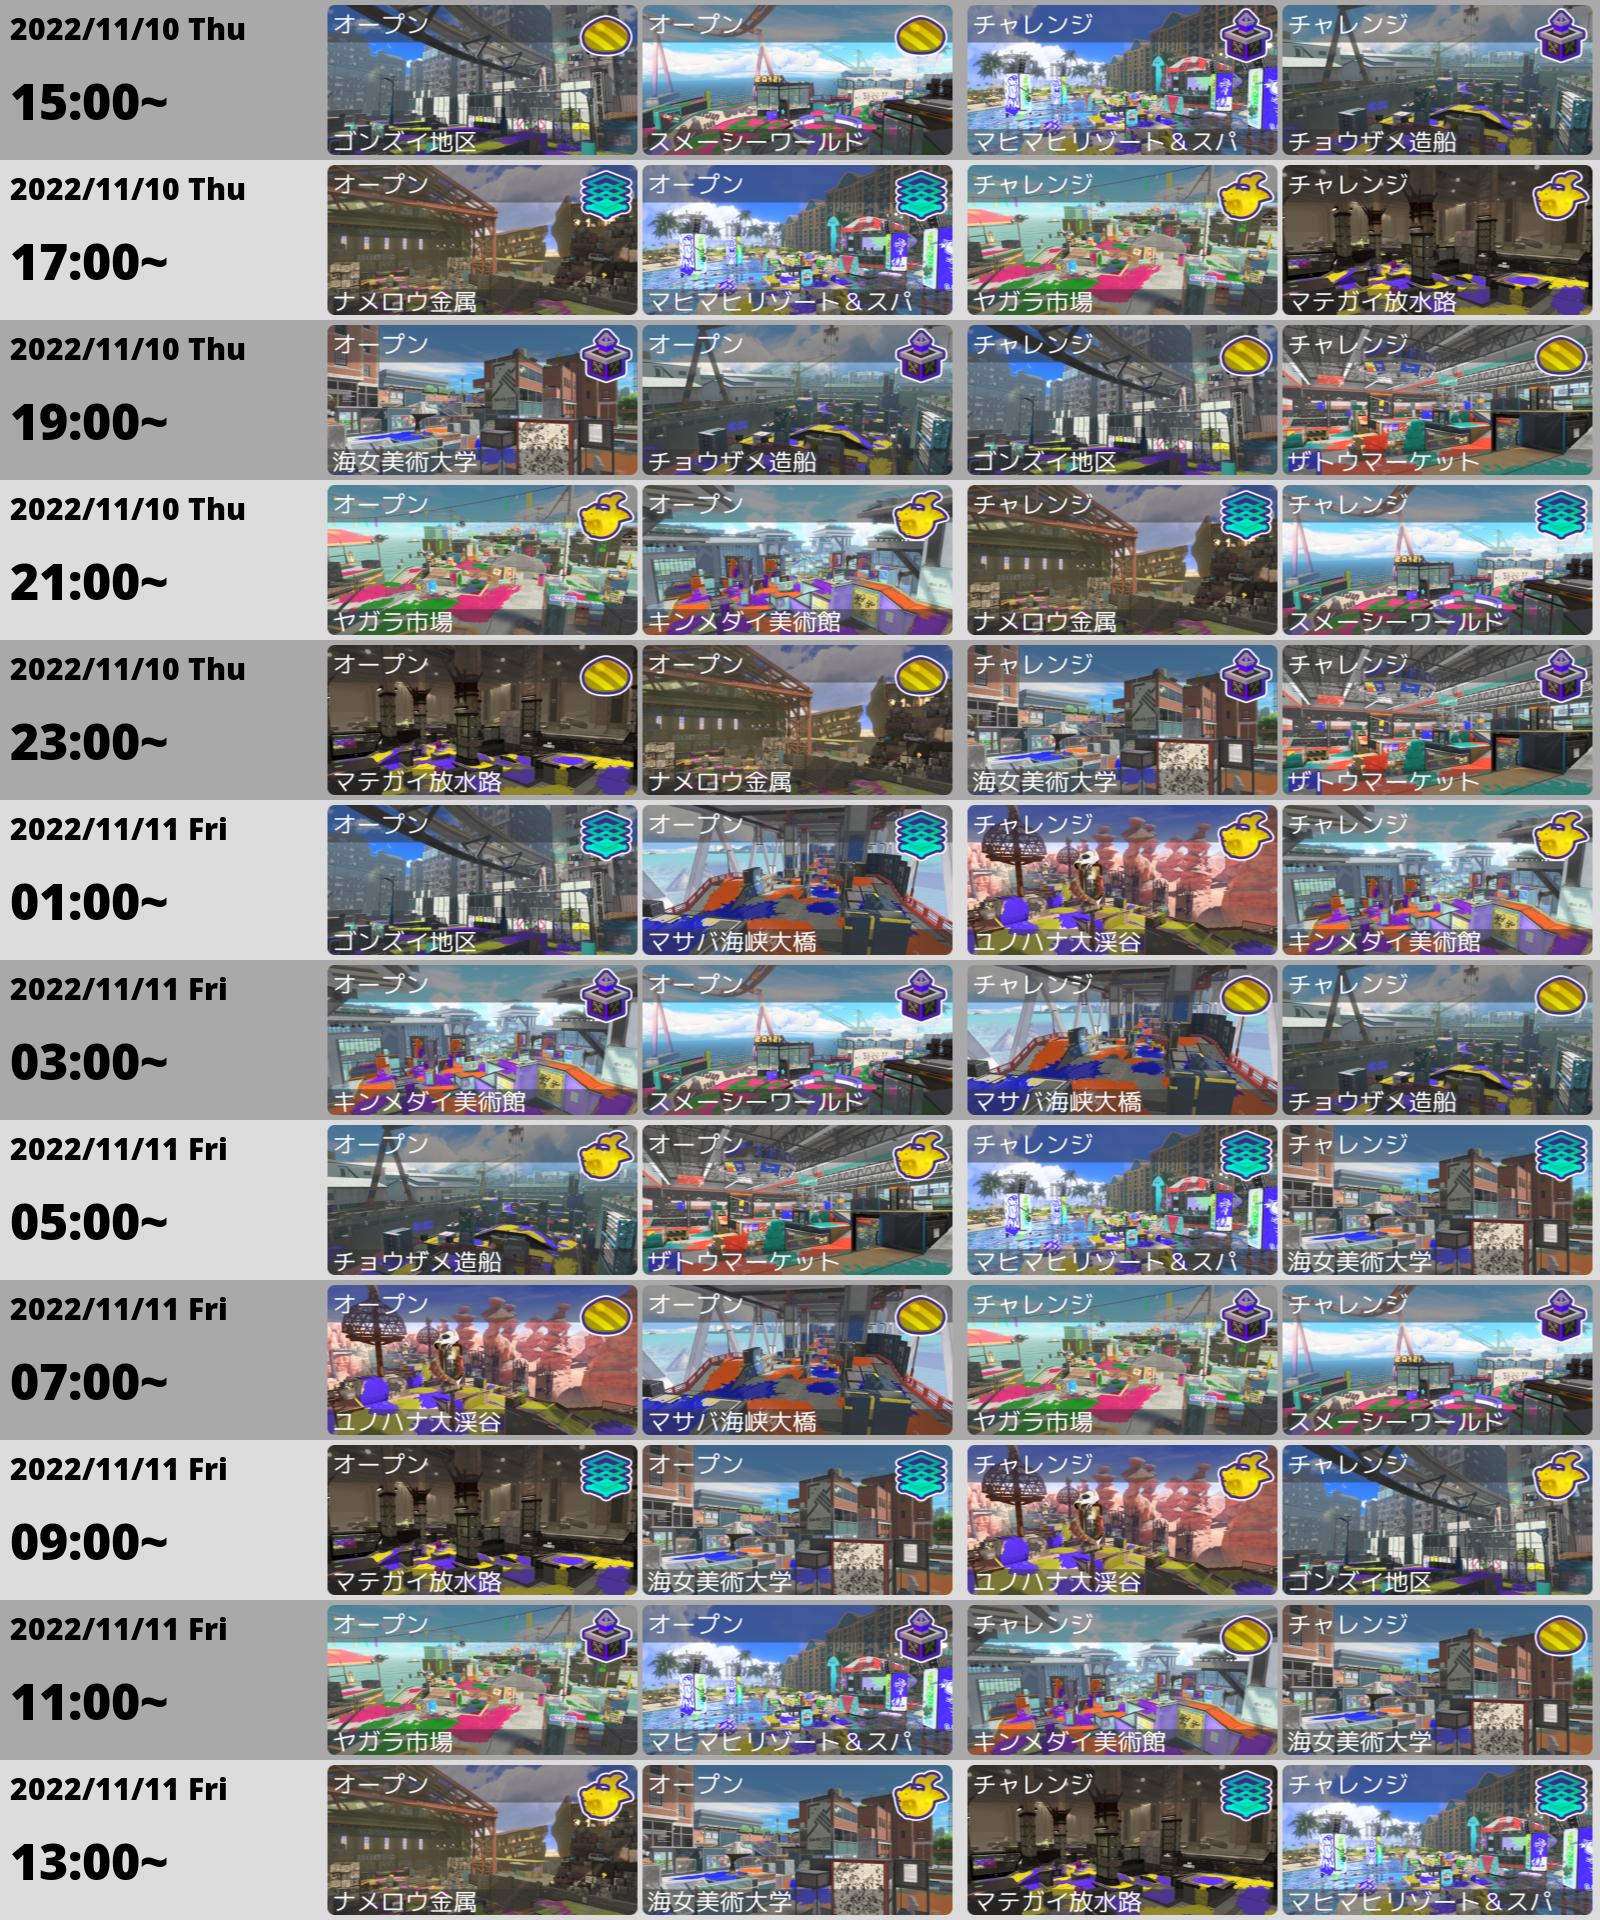 2022/11/10 Thu
15:00~
オープン
ゴンズイ地区
オープン
スメーシーワールド
チャレンジ
マヒマヒリゾート＆スパ
チャレンジ
チョウザメ造船
2022/11/10 Thu
17:00~
オープン
ナメロウ金属
オープン
マヒマヒリゾート＆スパ
チャレンジ
ヤガラ市場
チャレンジ
マテガイ放水路
2022/11/10 Thu
19:00~
オープン
海女美術大学
オープン
チョウザメ造船
チャレンジ
ゴンズイ地区
チャレンジ
ザトウマーケット
2022/11/10 Thu
21:00~
オープン
ヤガラ市場
オープン
キンメダイ美術館
チャレンジ
ナメロウ金属
チャレンジ
スメーシーワールド
2022/11/10 Thu
23:00~
オープン
マテガイ放水路
オープン
ナメロウ金属
チャレンジ
海女美術大学
チャレンジ
ザトウマーケット
2022/11/11 Fri
01:00~
オープン
ゴンズイ地区
オープン
マサバ海峡大橋
チャレンジ
ユノハナ大渓谷
チャレンジ
キンメダイ美術館
2022/11/11 Fri
03:00~
オープン
キンメダイ美術館
オープン
スメーシーワールド
チャレンジ
マサバ海峡大橋
チャレンジ
チョウザメ造船
2022/11/11 Fri
05:00~
オープン
チョウザメ造船
オープン
ザトウマーケット
チャレンジ
マヒマヒリゾート＆スパ
チャレンジ
海女美術大学
2022/11/11 Fri
07:00~
オープン
ユノハナ大渓谷
オープン
マサバ海峡大橋
チャレンジ
ヤガラ市場
チャレンジ
スメーシーワールド
2022/11/11 Fri
09:00~
オープン
マテガイ放水路
オープン
海女美術大学
チャレンジ
ユノハナ大渓谷
チャレンジ
ゴンズイ地区
2022/11/11 Fri
11:00~
オープン
ヤガラ市場
オープン
マヒマヒリゾート＆スパ
チャレンジ
キンメダイ美術館
チャレンジ
海女美術大学
2022/11/11 Fri
13:00~
オープン
ナメロウ金属
オープン
海女美術大学
チャレンジ
マテガイ放水路
チャレンジ
マヒマヒリゾート＆スパ